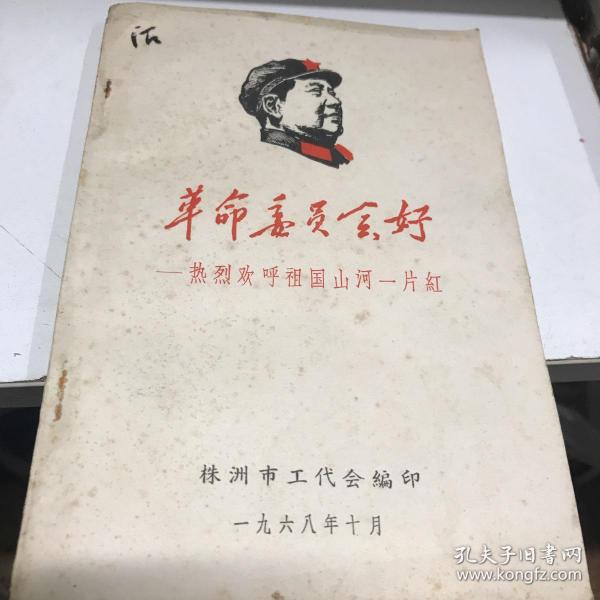 革命委员会好
—热烈欢呼祖国山河一片紅
株洲市工代会編印
一九六八年十月
孔夫子旧书网
www.kongfz.com